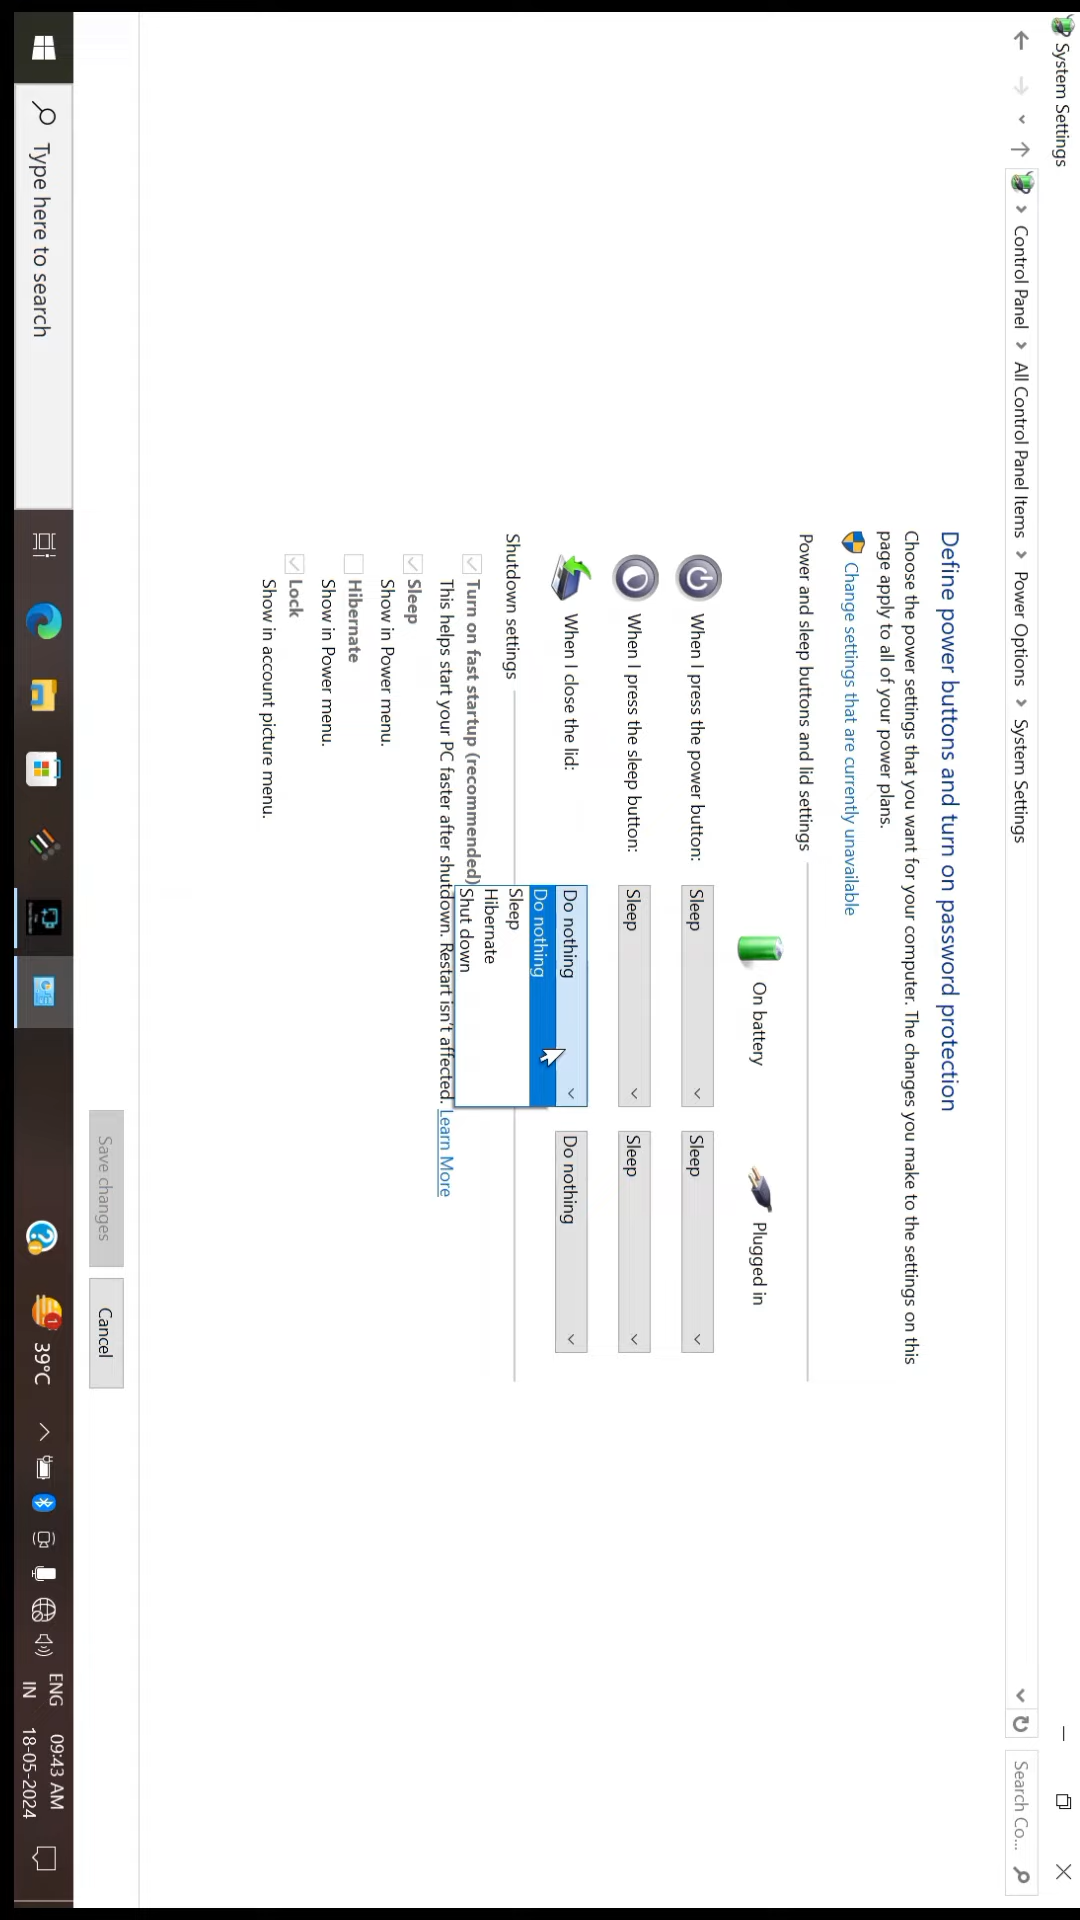 System Settings
Control Panel
All Control Panel Items
Power Options
System Settings
Search Co...
Define power buttons and turn on password protection
Choose the power settings that you want for your computer. The changes you make to the settings on this
page apply to all of your power plans.
Change settings that are currently unavailable
Power and sleep buttons and lid settings
On battery
Plugged in
When I press the power button:
Sleep
Sleep
When I press the sleep button:
Sleep
Sleep
When I close the lid:
Do nothing
Do nothing
Do nothing
Sleep
Hibernate
Shut down
Shutdown settings
Turn on fast startup (recommended)
This helps start your PC faster after shutdown. Restart isn't affected. Learn More
Sleep
Show in Power menu.
Hibernate
Show in Power menu.
Lock
Show in account picture menu.
Save changes
Cancel
Type here to search
1
39°C
ENG
IN
09:43 AM
18-05-2024